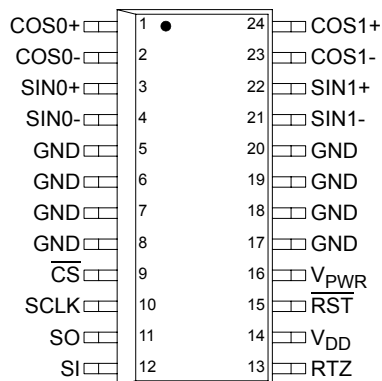 COS0+ 1 24 COS1+
COS0- 2 23 COS1-
SIN0+ 3 22 SIN1+
SIN0- 4 21 SIN1-
GND 5 20 GND
GND 6 19 GND
GND 7 18 GND
GND 8 17 GND
C̅S̅ 9 16 VPWR
SCLK 10 15 R̅S̅T̅
SO 11 14 VDD
SI 12 13 RTZ